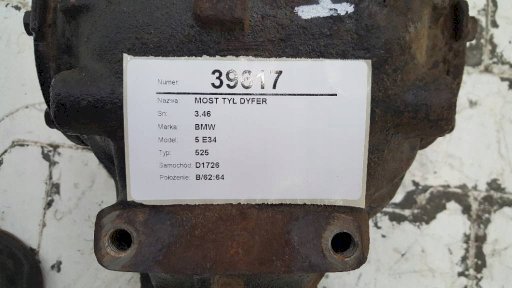 Numer: 39817
Nazwa: MOST TYL DYFER
Sn: 3.46
Marka: BMW
Model: 5 E34
Typ: 525
Samochód: D1726
Położenie: B/62:64